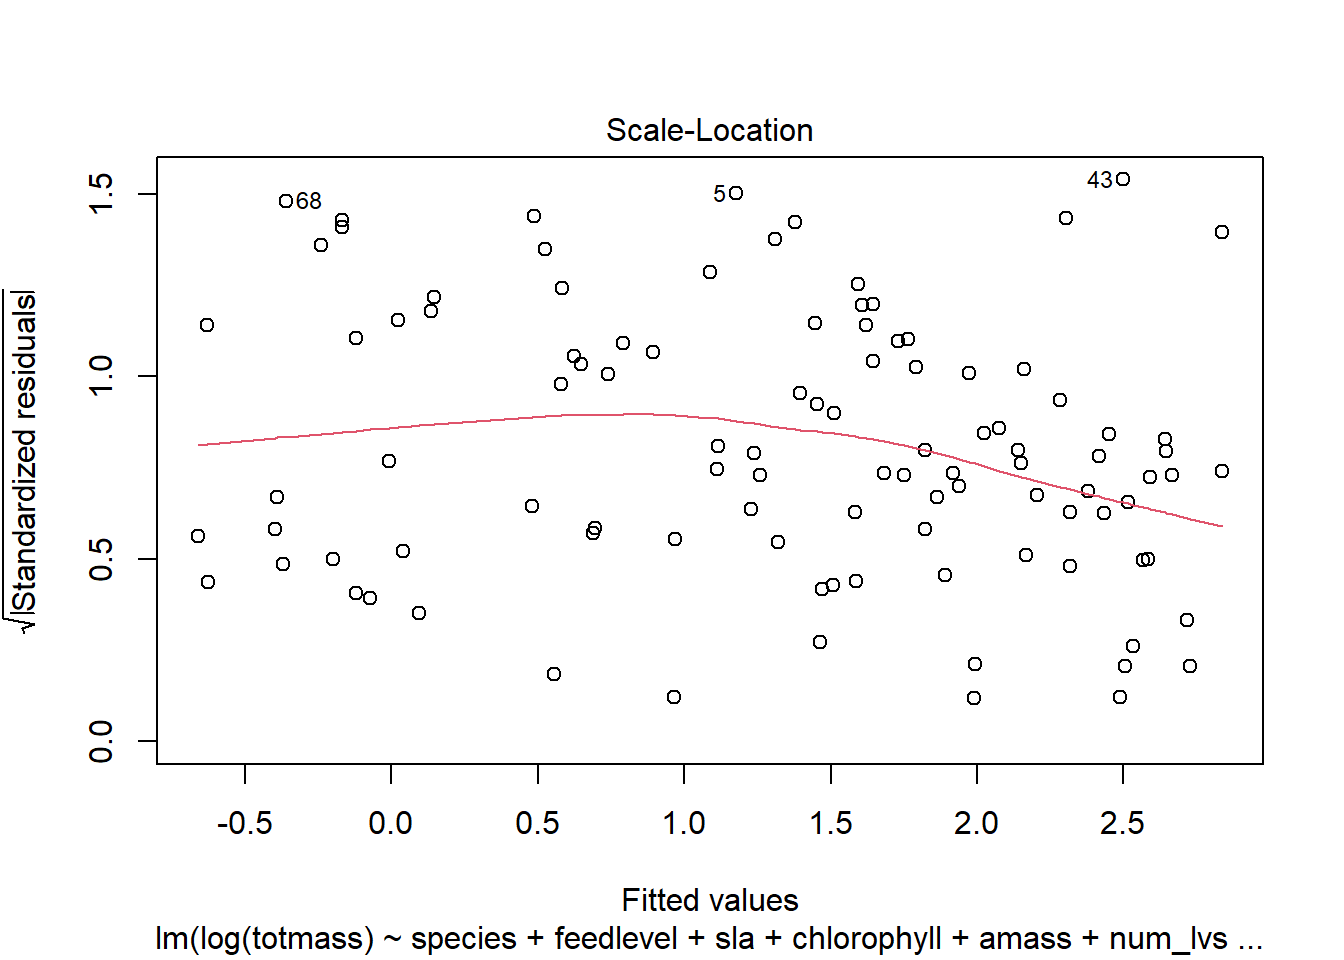 Scale-Location
√|Standardized residuals|
1.5
1.0
0.5
0.0
68
5
43
-0.5 0.0 0.5 1.0 1.5 2.0 2.5
Fitted values
lm(log(totmass) ~ species + feedlevel + sla + chlorophyll + amass + num_lvs ...